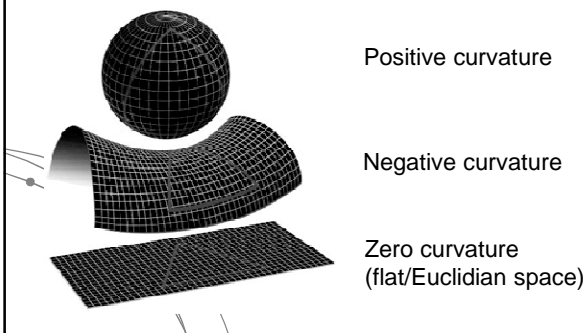 Positive curvature
Negative curvature
Zero curvature
(flat/Euclidian space)